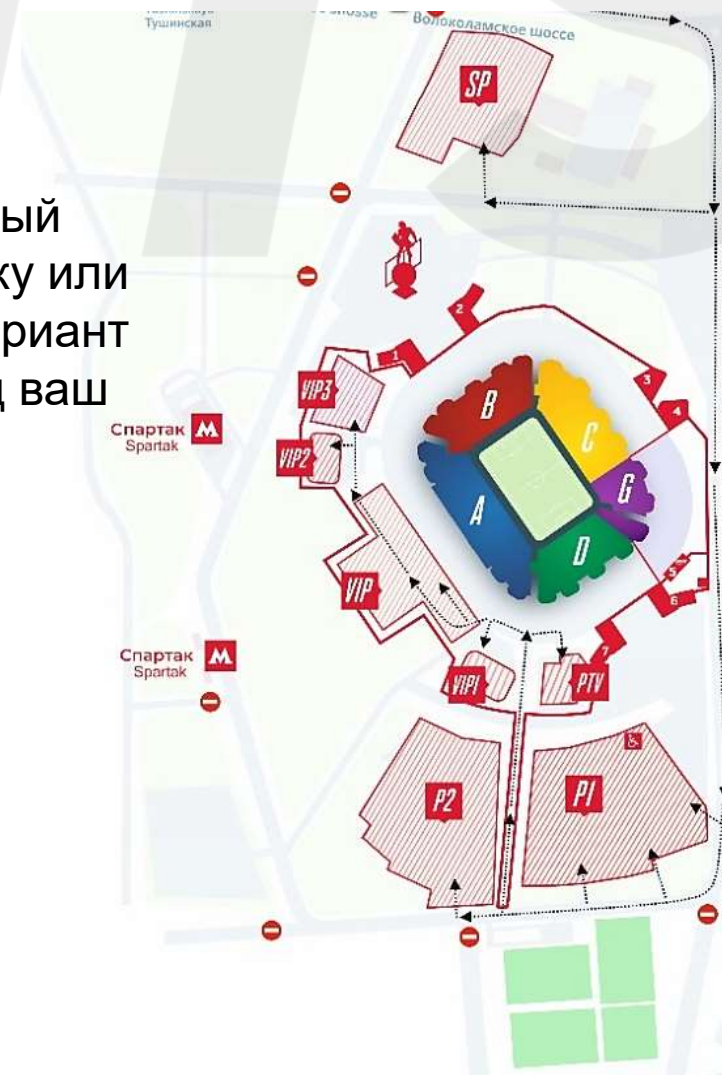 Тушинская
Волоколамское шоссе
SP
ый
ку или
риант
ц ваш
2
1
VIP3
3
4
B
C
Спартак
Spartak
VIP2
A
G
D
5
VIP
6
7
Спартак
Spartak
VIP1
PTV
P2
P1